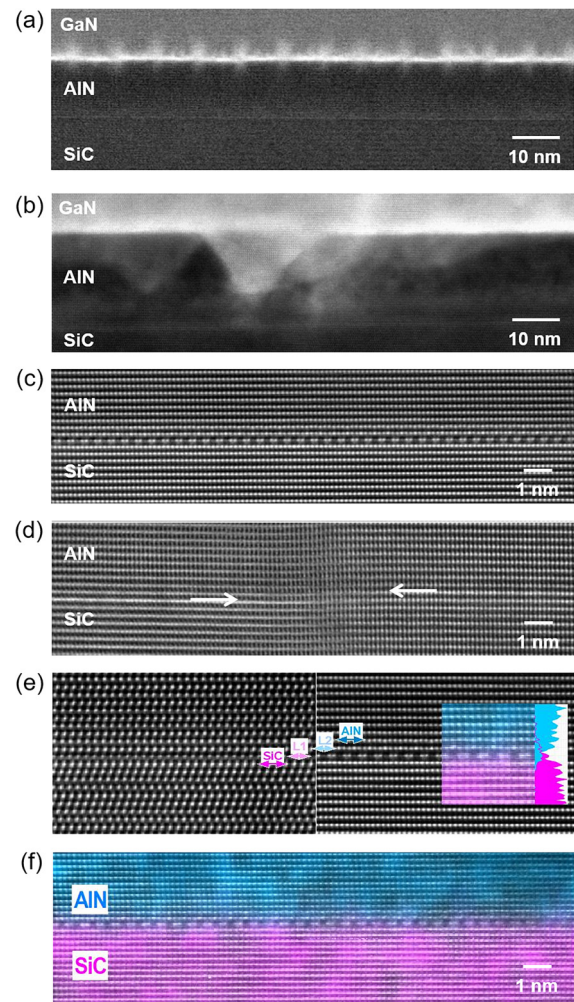 (a)
GaN
AlN
SiC
10 nm
(b)
GaN
AlN
SiC
10 nm
(c)
AlN
SiC
1 nm
(d)
AlN
SiC
1 nm
(e)
SiC
L1
L2
AlN
(f)
AlN
SiC
1 nm